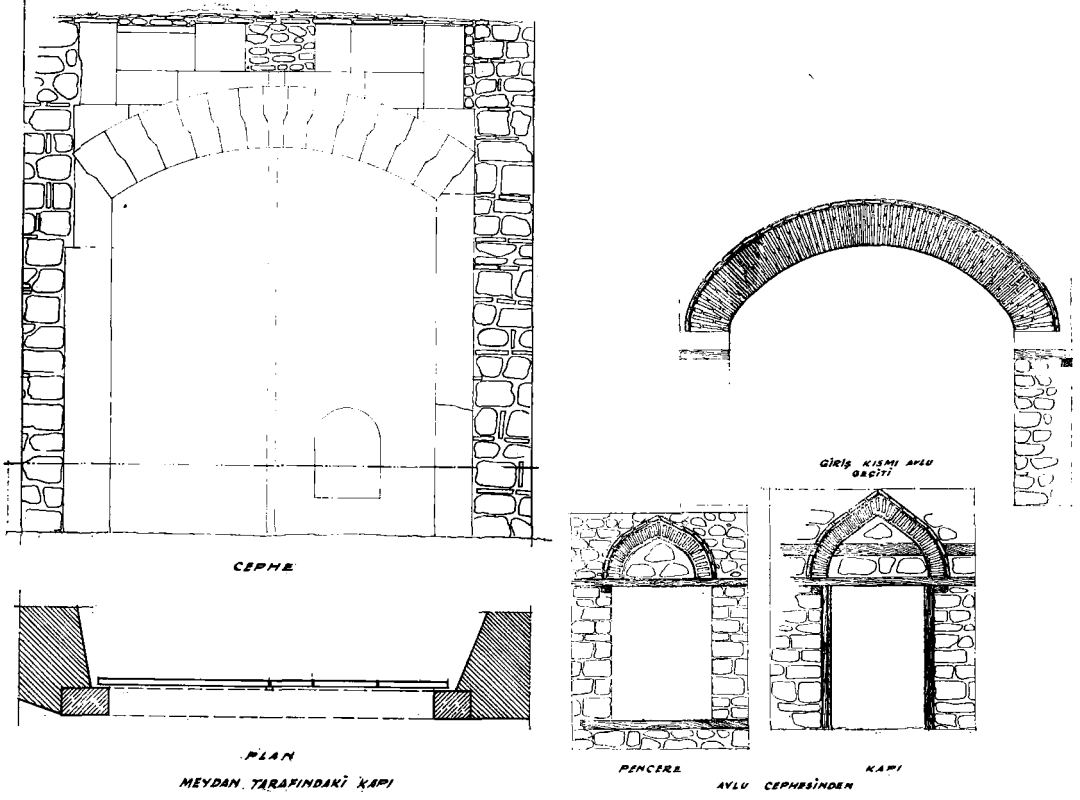 CEPHE
PLAN
MEYDAN TARAFINDAKİ KAPI
GİRİŞ KISMI AVLU
GEÇİTİ
PENCERE
KAPI
AVLU CEPHESİNDEN